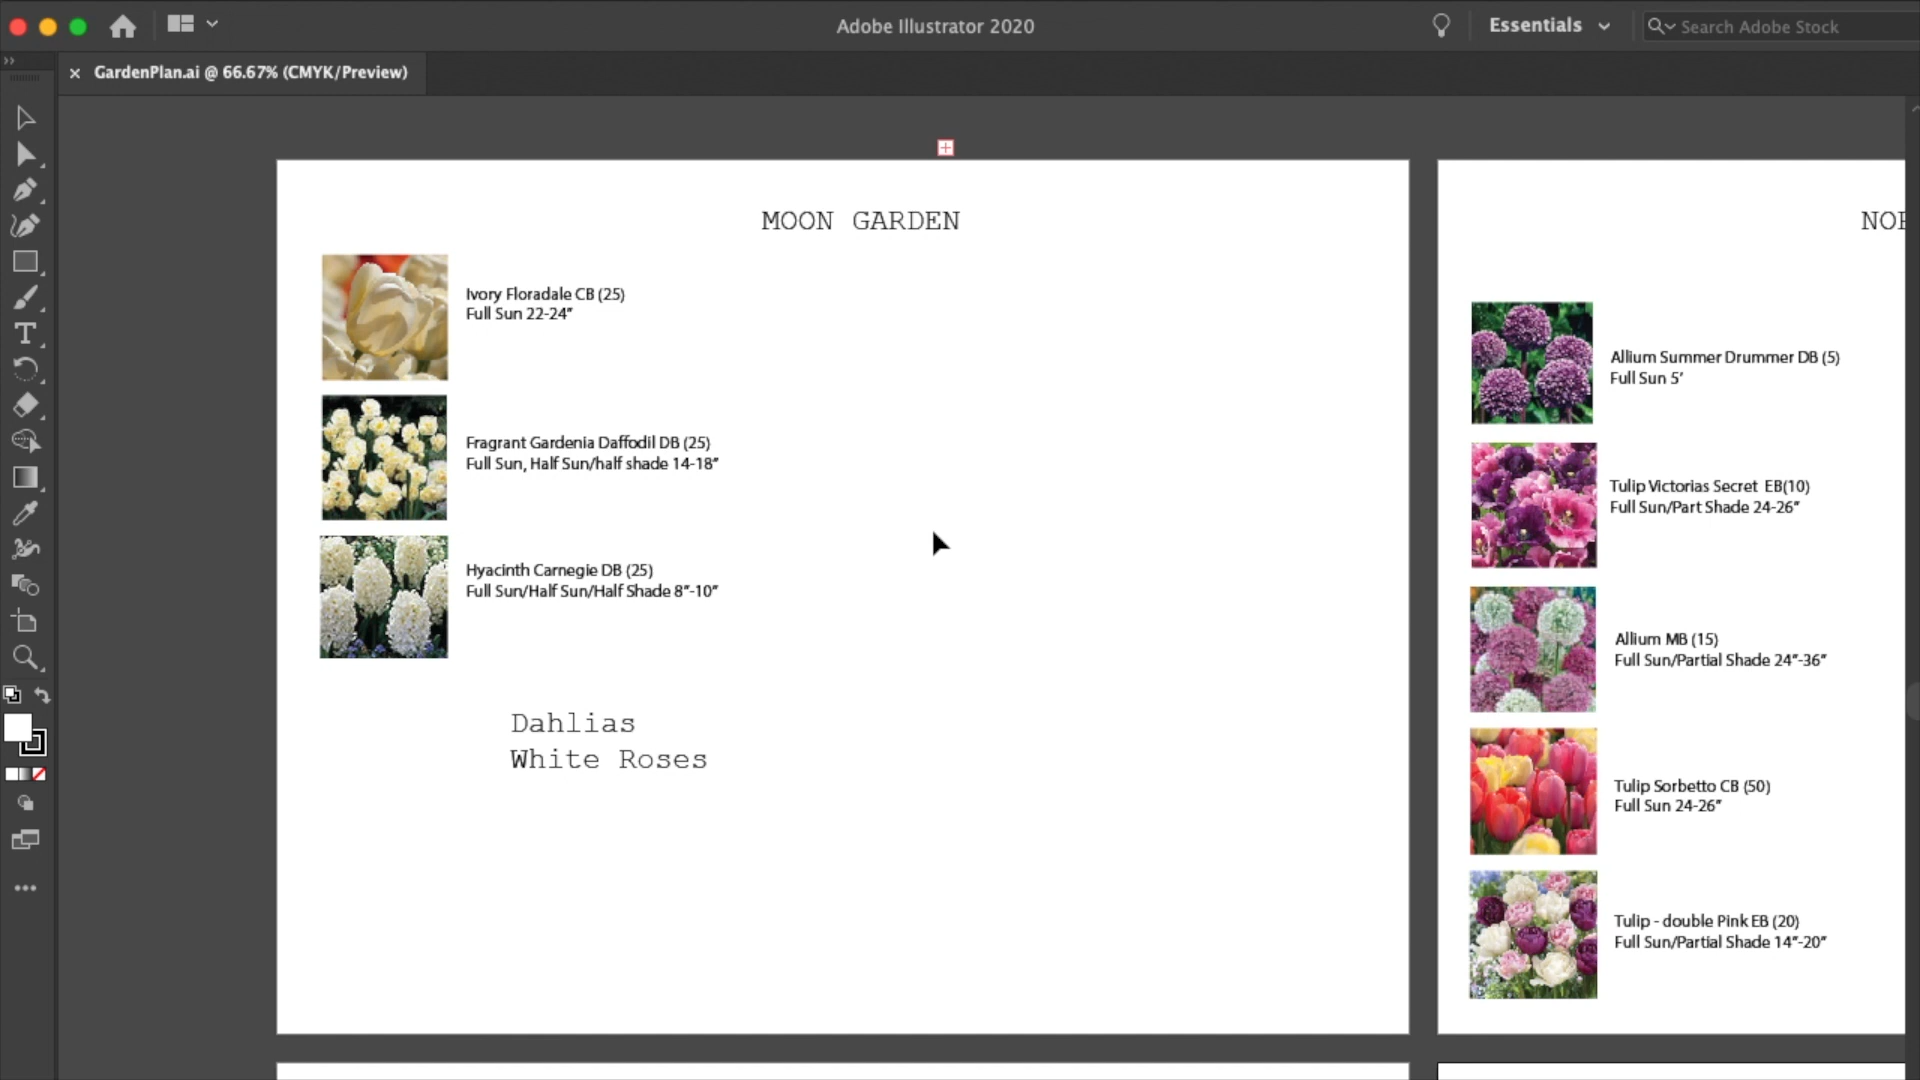 Adobe Illustrator 2020
Essentials
Search Adobe Stock
GardenPlan.ai @ 66.67% (CMYK/Preview)
MOON GARDEN
Ivory Floradale CB (25)
Full Sun 22-24”
Fragrant Gardenia Daffodil DB (25)
Full Sun, Half Sun/half shade 14-18”
Hyacinth Carnegie DB (25)
Full Sun/Half Sun/Half Shade 8”-10”
Dahlias
White Roses
Allium Summer Drummer DB (5)
Full Sun 5’
Tulip Victorias Secret  EB(10)
Full Sun/Part Shade 24-26”
Allium MB (15)
Full Sun/Partial Shade 24”-36”
Tulip Sorbetto CB (50)
Full Sun 24-26”
Tulip - double Pink EB (20)
Full Sun/Partial Shade 14”-20”